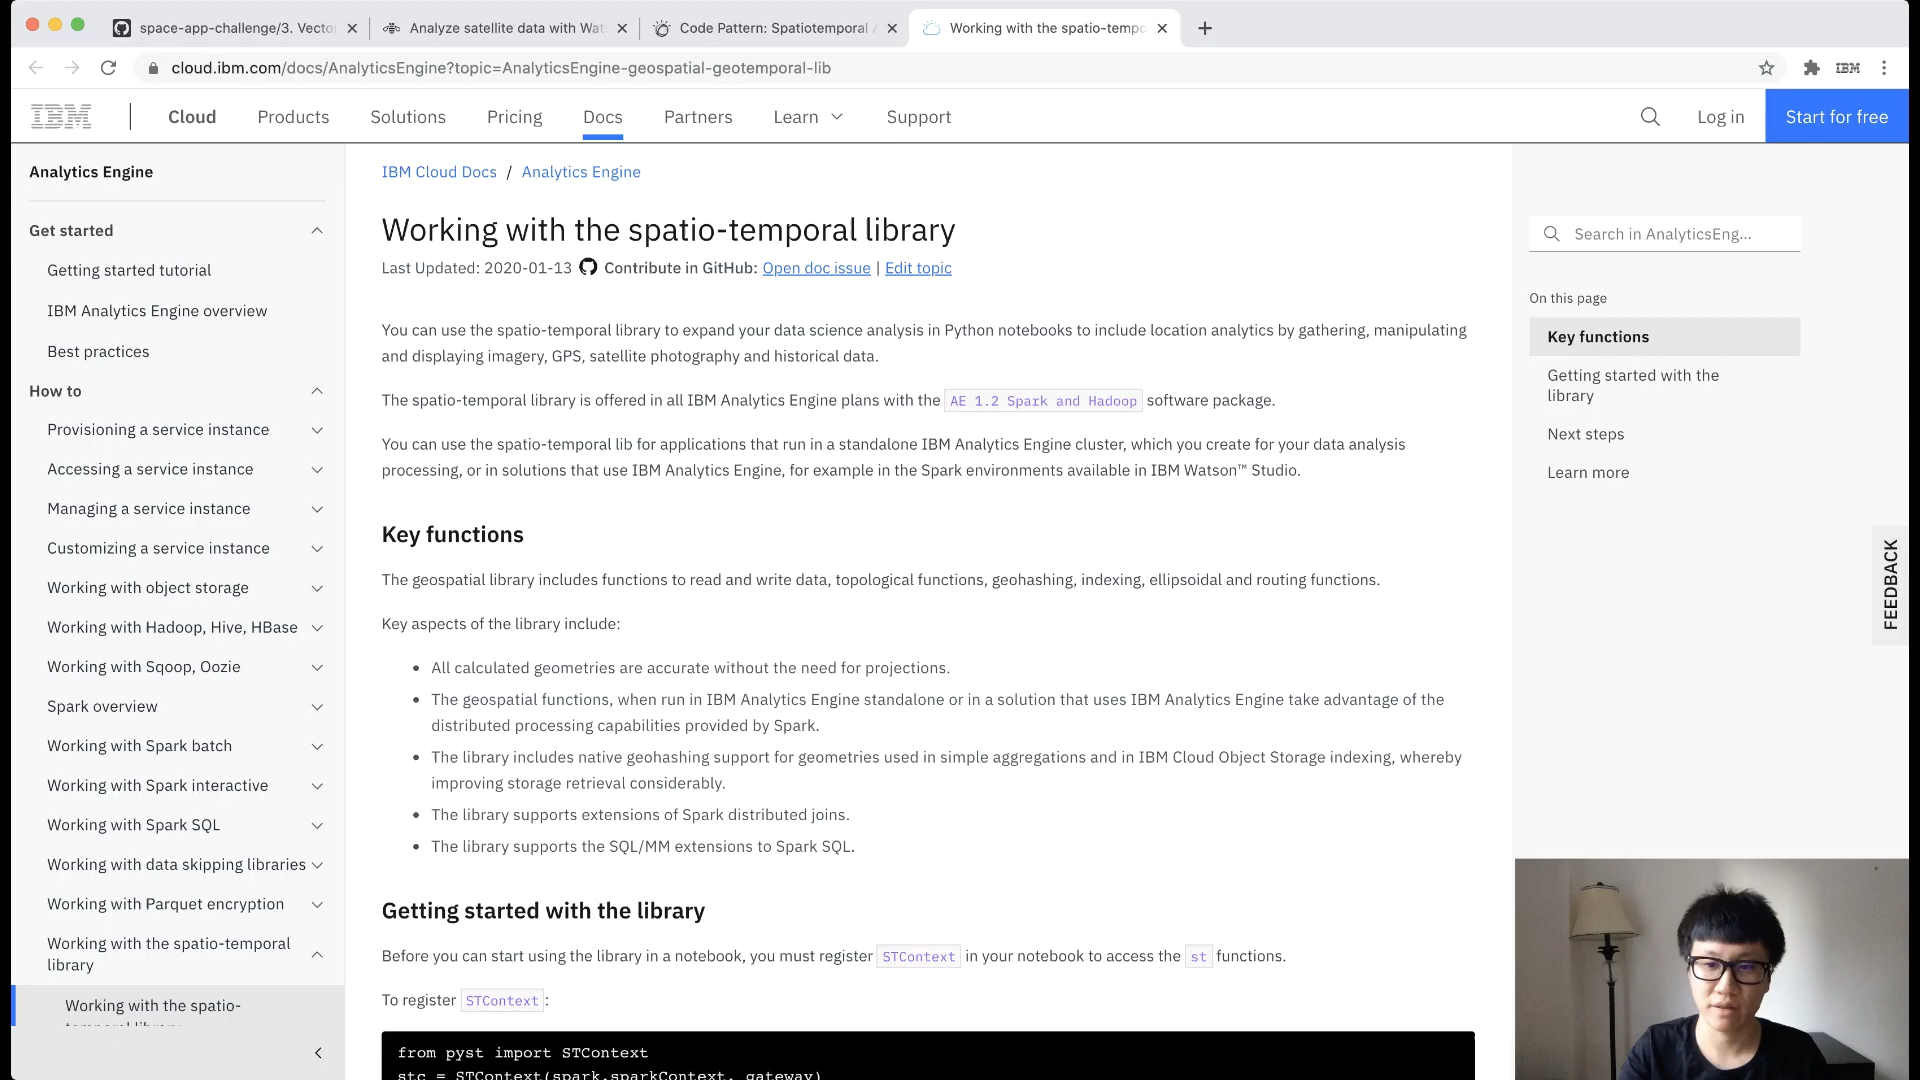 space-app-challenge/3. Vecto
Analyze satellite data with Wat
Code Pattern: Spatiotemporal
Working with the spatio-tempo
cloud.ibm.com/docs/AnalyticsEngine?topic=AnalyticsEngine-geospatial-geotemporal-lib
IBM
IBM
Cloud
Products
Solutions
Pricing
Docs
Partners
Learn
Support
Log in
Start for free
Analytics Engine
Get started
Getting started tutorial
IBM Analytics Engine overview
Best practices
How to
Provisioning a service instance
Accessing a service instance
Managing a service instance
Customizing a service instance
Working with object storage
Working with Hadoop, Hive, HBase
Working with Sqoop, Oozie
Spark overview
Working with Spark batch
Working with Spark interactive
Working with Spark SQL
Working with data skipping libraries
Working with Parquet encryption
Working with the spatio-temporal
library
Working with the spatio-
temporal library
IBM Cloud Docs / Analytics Engine
Working with the spatio-temporal library
Last Updated: 2020-01-13 Contribute in GitHub: Open doc issue | Edit topic
You can use the spatio-temporal library to expand your data science analysis in Python notebooks to include location analytics by gathering, manipulating
and displaying imagery, GPS, satellite photography and historical data.
The spatio-temporal library is offered in all IBM Analytics Engine plans with the AE 1.2 Spark and Hadoop software package.
You can use the spatio-temporal lib for applications that run in a standalone IBM Analytics Engine cluster, which you create for your data analysis
processing, or in solutions that use IBM Analytics Engine, for example in the Spark environments available in IBM Watson™ Studio.
Key functions
The geospatial library includes functions to read and write data, topological functions, geohashing, indexing, ellipsoidal and routing functions.
Key aspects of the library include:
• All calculated geometries are accurate without the need for projections.
• The geospatial functions, when run in IBM Analytics Engine standalone or in a solution that uses IBM Analytics Engine take advantage of the
distributed processing capabilities provided by Spark.
• The library includes native geohashing support for geometries used in simple aggregations and in IBM Cloud Object Storage indexing, whereby
improving storage retrieval considerably.
• The library supports extensions of Spark distributed joins.
• The library supports the SQL/MM extensions to Spark SQL.
Getting started with the library
Before you can start using the library in a notebook, you must register STContext in your notebook to access the st functions.
To register STContext:
from pyst import STContext
stc = STContext(spark.sparkContext._gateway)
Search in AnalyticsEng...
On this page
Key functions
Getting started with the
library
Next steps
Learn more
FEEDBACK